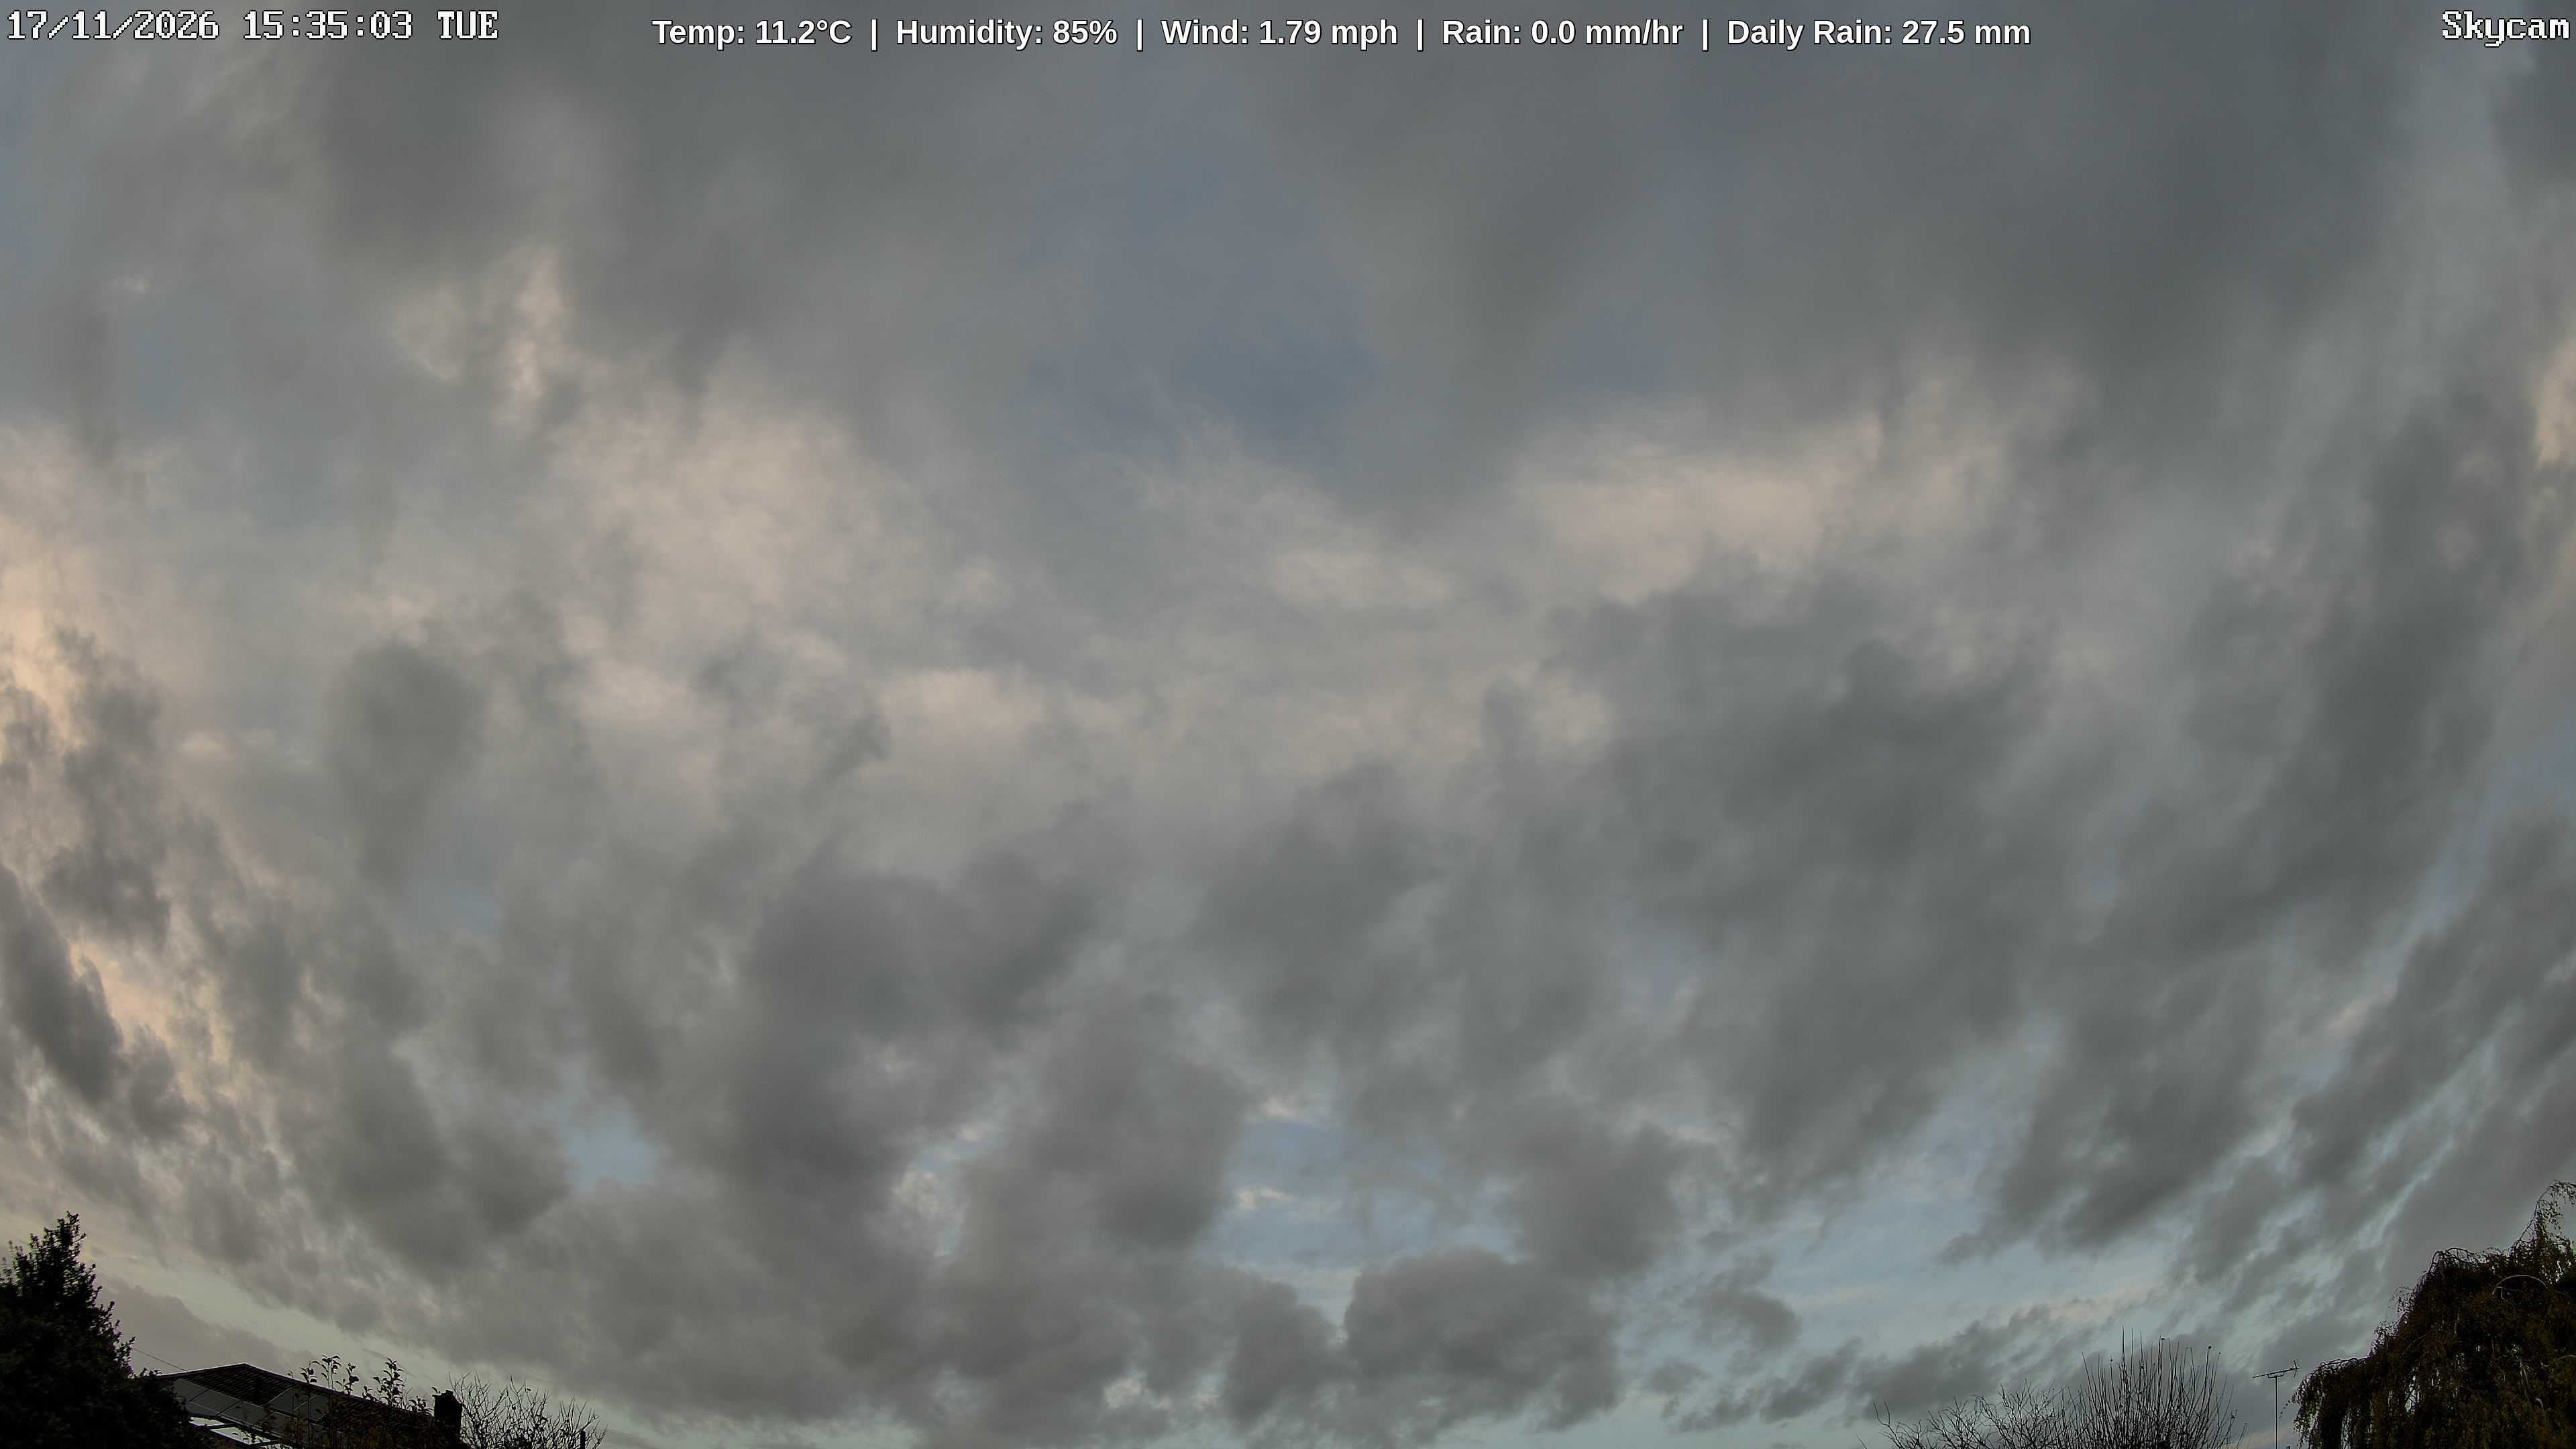 17/11/2026 15:35:03 TUE
Temp: 11.2°C | Humidity: 85% | Wind: 1.79 mph | Rain: 0.0 mm/hr | Daily Rain: 27.5 mm
Skycam